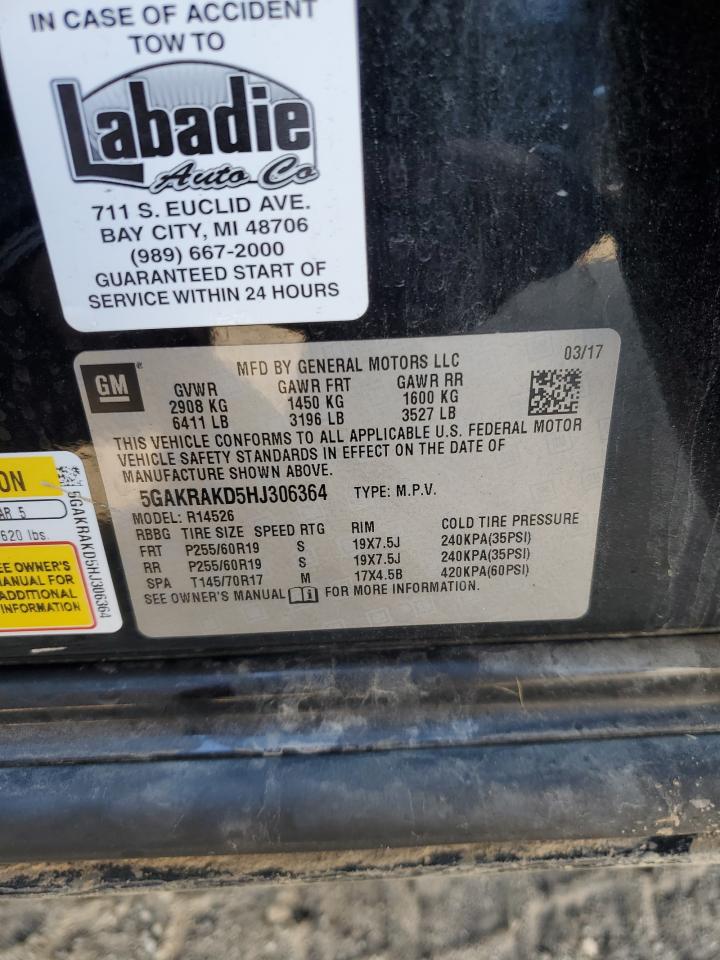 IN CASE OF ACCIDENT
TOW TO
Labadie
Auto Co
711 S. EUCLID AVE.
BAY CITY, MI 48706
(989) 667-2000
GUARANTEED START OF
SERVICE WITHIN 24 HOURS
GM
MFD BY GENERAL MOTORS LLC 03/17
GVWR GAWR FRT GAWR RR
2908 KG 1450 KG 1600 KG
6411 LB 3196 LB 3527 LB
THIS VEHICLE CONFORMS TO ALL APPLICABLE U.S. FEDERAL MOTOR
VEHICLE SAFETY STANDARDS IN EFFECT ON THE DATE OF
MANUFACTURE SHOWN ABOVE.
5GAKRAKD5HJ306364 TYPE: M.P.V.
MODEL: R14526
RBBG TIRE SIZE SPEED RTG RIM COLD TIRE PRESSURE
FRT P255/60R19 S 19X7.5J 240KPA(35PSI)
RR P255/60R19 S 19X7.5J 240KPA(35PSI)
SPA T145/70R17 M 17X4.5B 420KPA(60PSI)
SEE OWNER'S MANUAL FOR MORE INFORMATION.
ON
AR 5
620 lbs.
EE OWNER'S
MANUAL FOR
ADDITIONAL
INFORMATION
5GAKRAKD5HJ306364